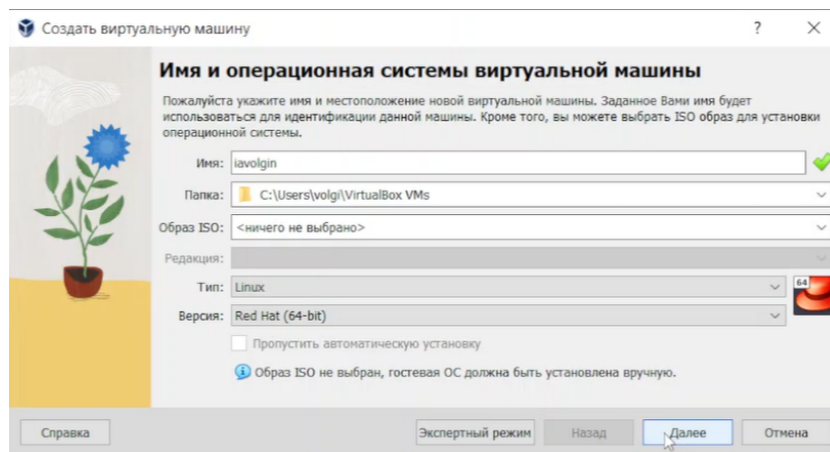 Создать виртуальную машину
?
Имя и операционная системы виртуальной машины
Пожалуйста укажите имя и местоположение новой виртуальной машины. Заданное Вами имя будет
использоваться для идентификации данной машины. Кроме того, вы можете выбрать ISO образ для установки
операционной системы.
Имя: iavolgin
Папка: C:\Users\volgi\VirtualBox VMs
Образ ISO: <ничего не выбрано>
Редакция:
Тип: Linux
64
Версия: Red Hat (64-bit)
Пропустить автоматическую установку
Образ ISO не выбран, гостевая ОС должна быть установлена вручную.
Справка Экспертный режим Назад Далее Отмена